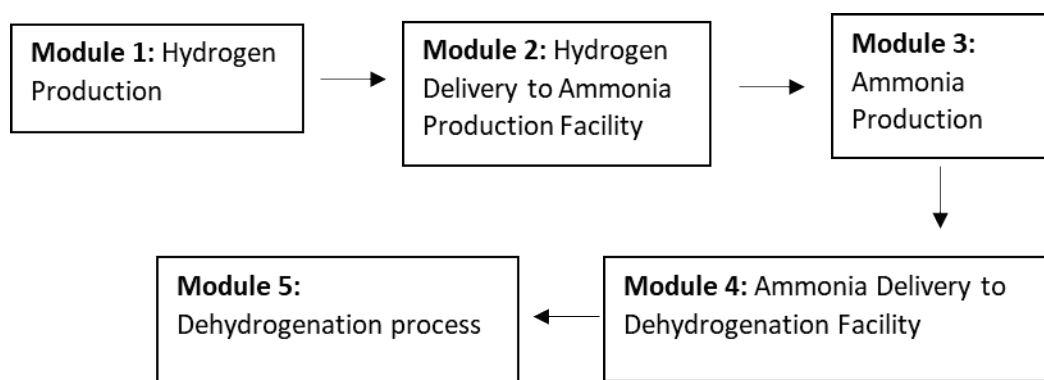 Module 1: Hydrogen
Production
Module 2: Hydrogen
Delivery to Ammonia
Production Facility
Module 3:
Ammonia
Production
Module 4: Ammonia Delivery to
Dehydrogenation Facility
Module 5:
Dehydrogenation process